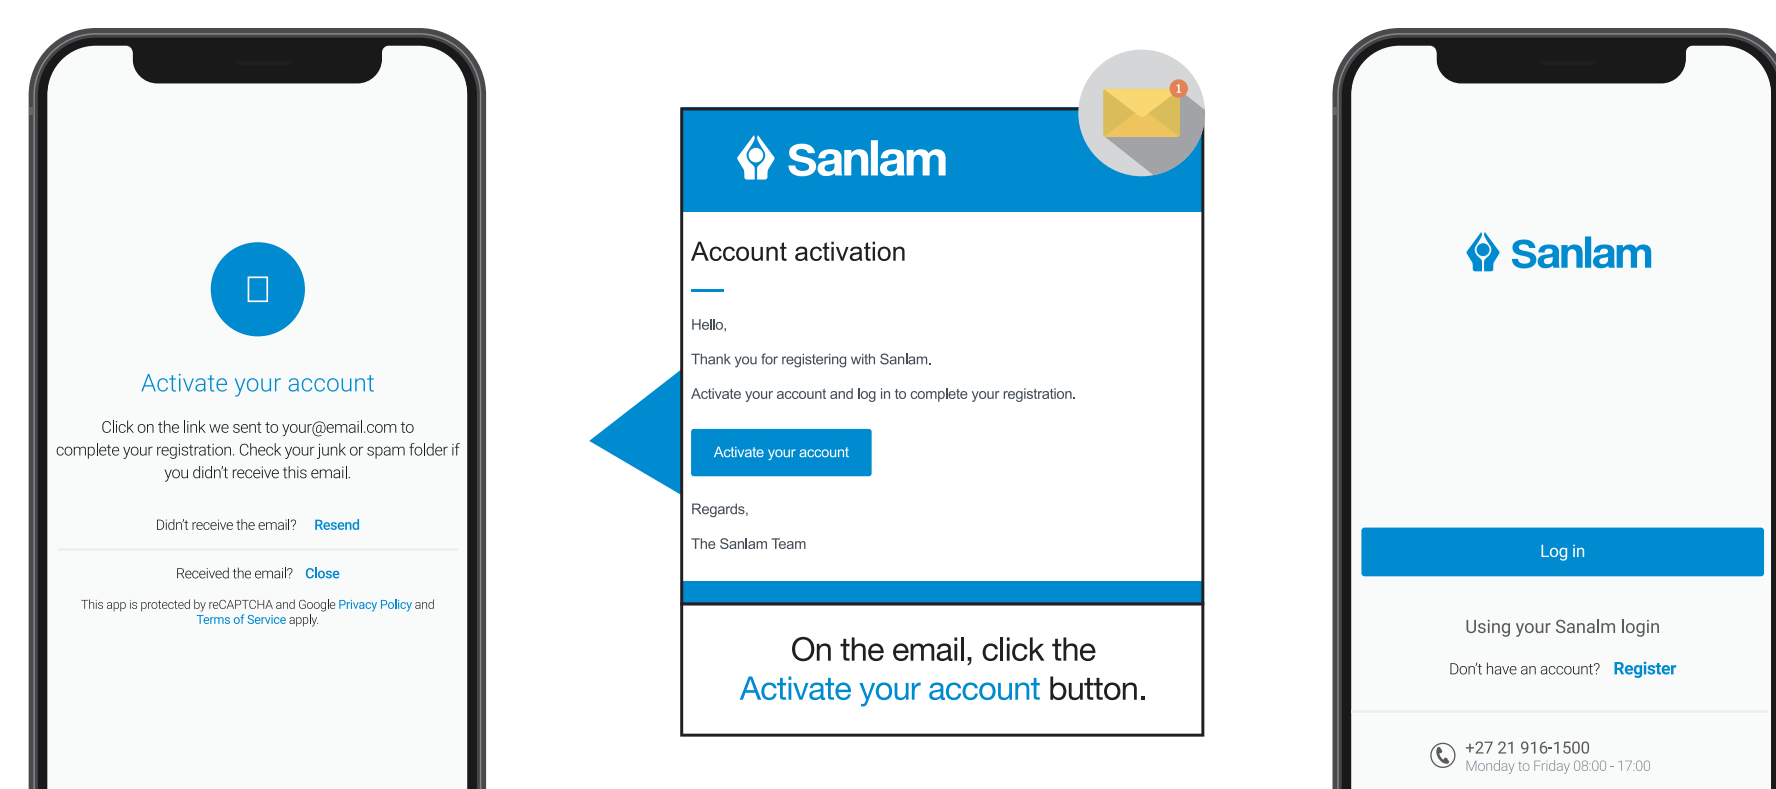 Activate your account
Click on the link we sent to your@email.com to
complete your registration. Check your junk or spam folder if
you didn't receive this email.
Didn't receive the email? Resend
Received the email? Close
This app is protected by reCAPTCHA and Google Privacy Policy and
Terms of Service apply.
1
Sanlam
Account activation
Hello,
Thank you for registering with Sanlam.
Activate your account and log in to complete your registration.
Activate your account
Regards,
The Sanlam Team
On the email, click the
Activate your account button.
Sanlam
Log in
Using your Sanalm login
Don't have an account? Register
+27 21 916-1500
Monday to Friday 08:00 - 17:00